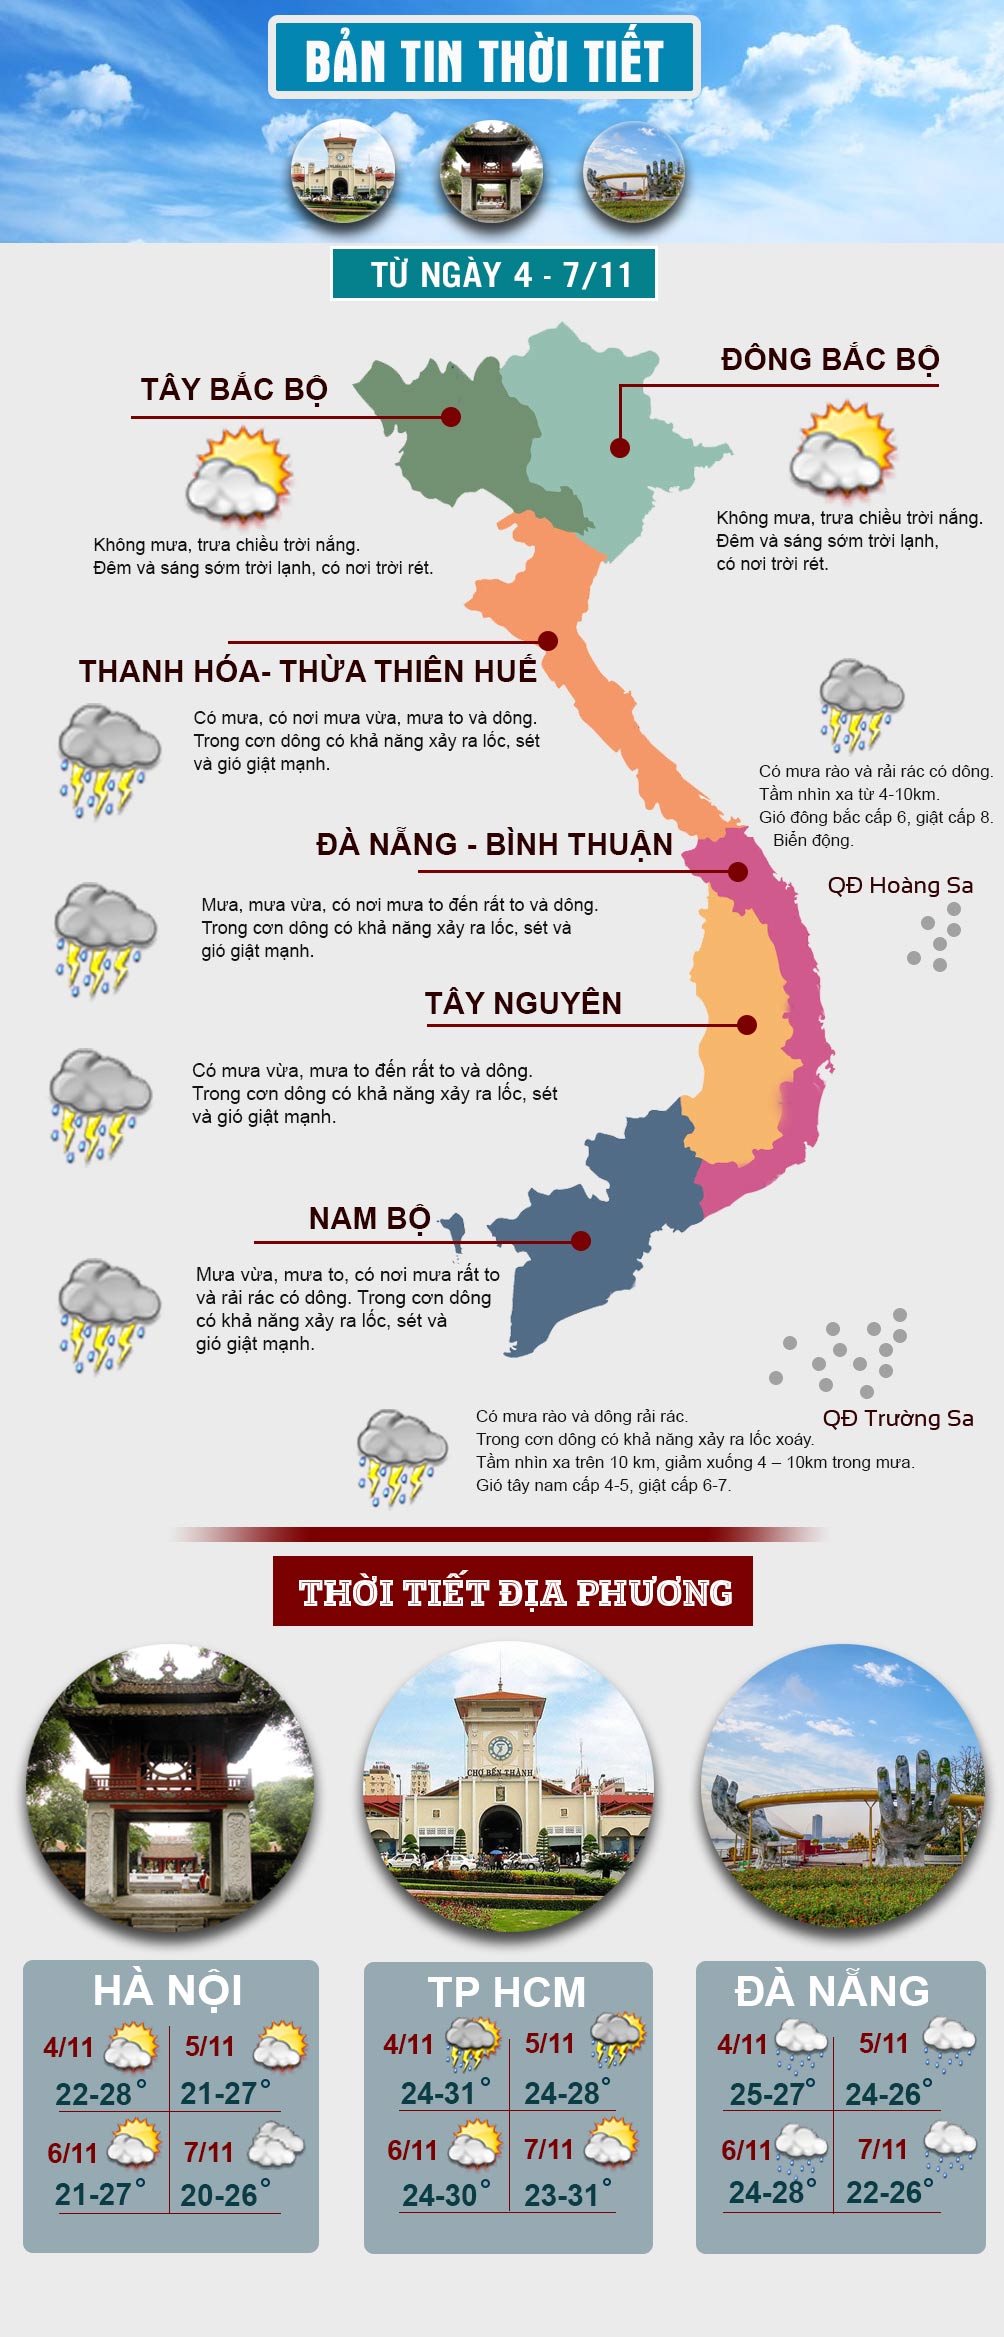 BẢN TIN THỜI TIẾT
TỪ NGÀY 4 - 7/11
TÂY BẮC BỘ
Không mưa, trưa chiều trời nắng.
Đêm và sáng sớm trời lạnh, có nơi trời rét.
ĐÔNG BẮC BỘ
Không mưa, trưa chiều trời nắng.
Đêm và sáng sớm trời lạnh,
có nơi trời rét.
THANH HÓA- THỪA THIÊN HUẾ
Có mưa, có nơi mưa vừa, mưa to và dông.
Trong cơn dông có khả năng xảy ra lốc, sét
và gió giật mạnh.
Có mưa rào và rải rác có dông.
Tầm nhìn xa từ 4-10km.
Gió đông bắc cấp 6, giật cấp 8.
Biển động.
QĐ Hoàng Sa
ĐÀ NẴNG - BÌNH THUẬN
Mưa, mưa vừa, có nơi mưa to đến rất to và dông.
Trong cơn dông có khả năng xảy ra lốc, sét và
gió giật mạnh.
TÂY NGUYÊN
Có mưa vừa, mưa to đến rất to và dông.
Trong cơn dông có khả năng xảy ra lốc, sét
và gió giật mạnh.
NAM BỘ
Mưa vừa, mưa to, có nơi mưa rất to
và rải rác có dông. Trong cơn dông
có khả năng xảy ra lốc, sét và
gió giật mạnh.
QĐ Trường Sa
Có mưa rào và dông rải rác.
Trong cơn dông có khả năng xảy ra lốc xoáy.
Tầm nhìn xa trên 10 km, giảm xuống 4 – 10km trong mưa.
Gió tây nam cấp 4-5, giật cấp 6-7.
THỜI TIẾT ĐỊA PHƯƠNG
CHỢ BẾN THÀNH
HÀ NỘI
4/11 5/11
22-28° 21-27°
6/11 7/11
21-27° 20-26°
TP HCM
4/11 5/11
24-31° 24-28°
6/11 7/11
24-30° 23-31°
ĐÀ NẴNG
4/11 5/11
25-27° 24-26°
6/11 7/11
24-28° 22-26°